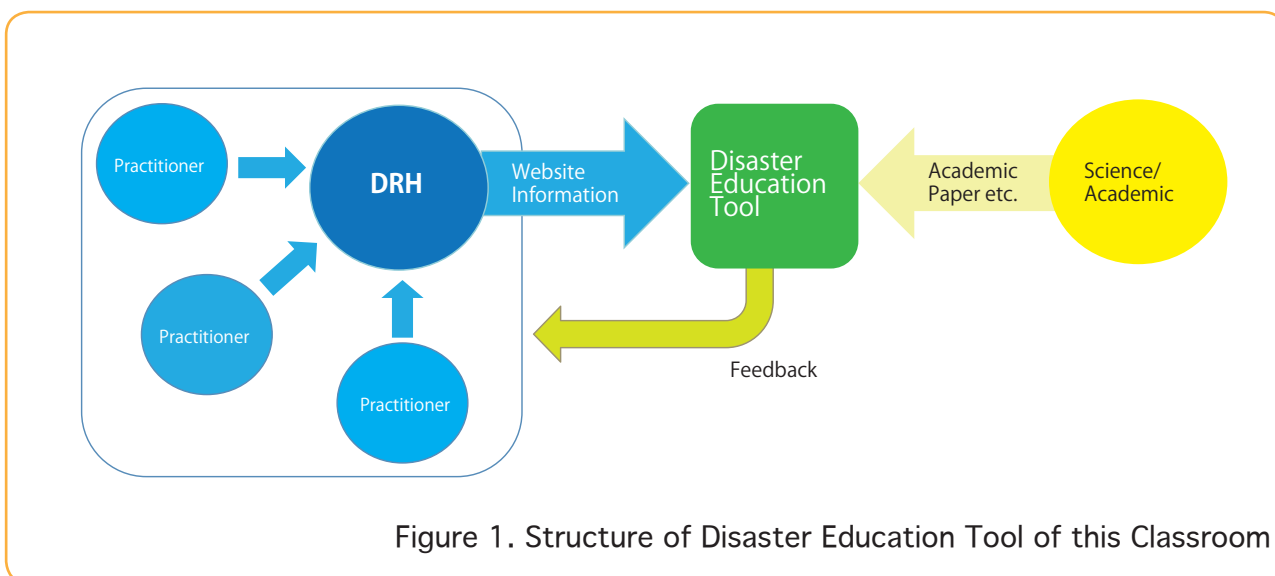 Practitioner
DRH
Website
Information
Disaster
Education
Tool
Academic
Paper etc.
Science/
Academic
Practitioner
Practitioner
Feedback
Figure 1. Structure of Disaster Education Tool of this Classroom